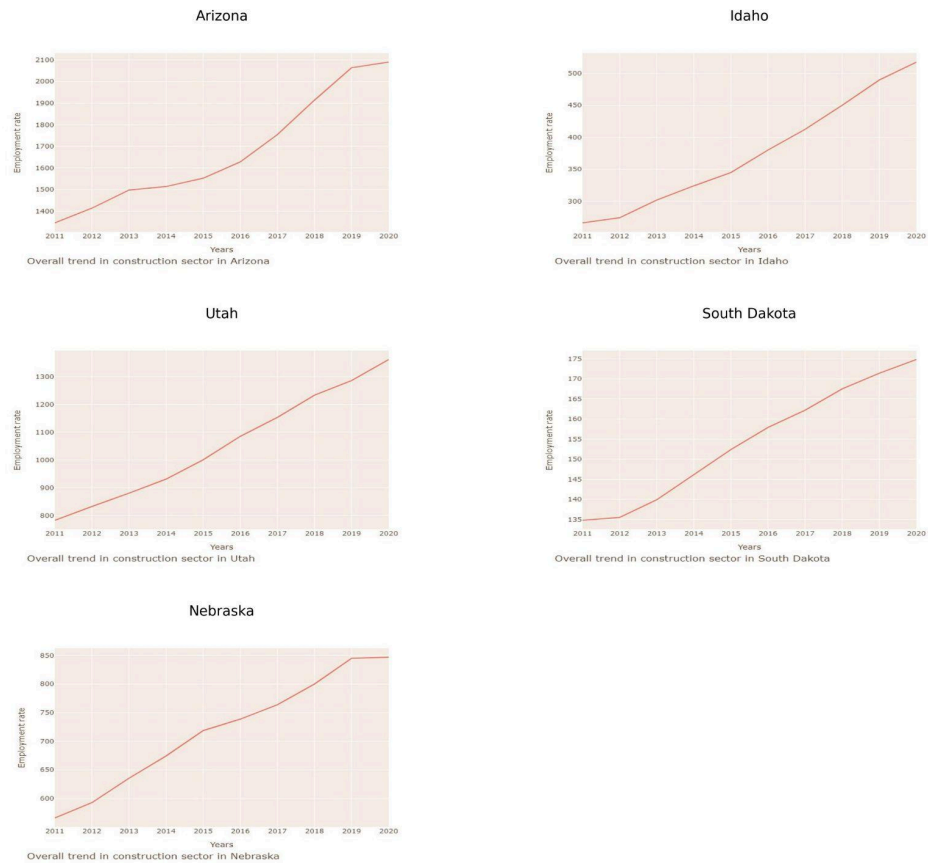 Arizona
2100
2000
1900
1800
1700
1600
1500
1400
Employment rate
2011 2012 2013 2014 2015 2016 2017 2018 2019 2020
Years
Overall trend in construction sector in Arizona
Idaho
500
450
400
350
300
Employment rate
2011 2012 2013 2014 2015 2016 2017 2018 2019 2020
Years
Overall trend in construction sector in Idaho
Utah
1300
1200
1100
1000
900
800
Employment rate
2011 2012 2013 2014 2015 2016 2017 2018 2019 2020
Years
Overall trend in construction sector in Utah
South Dakota
175
170
165
160
155
150
145
140
135
Employment rate
2011 2012 2013 2014 2015 2016 2017 2018 2019 2020
Years
Overall trend in construction sector in South Dakota
Nebraska
850
800
750
700
650
600
Employment rate
2011 2012 2013 2014 2015 2016 2017 2018 2019 2020
Years
Overall trend in construction sector in Nebraska